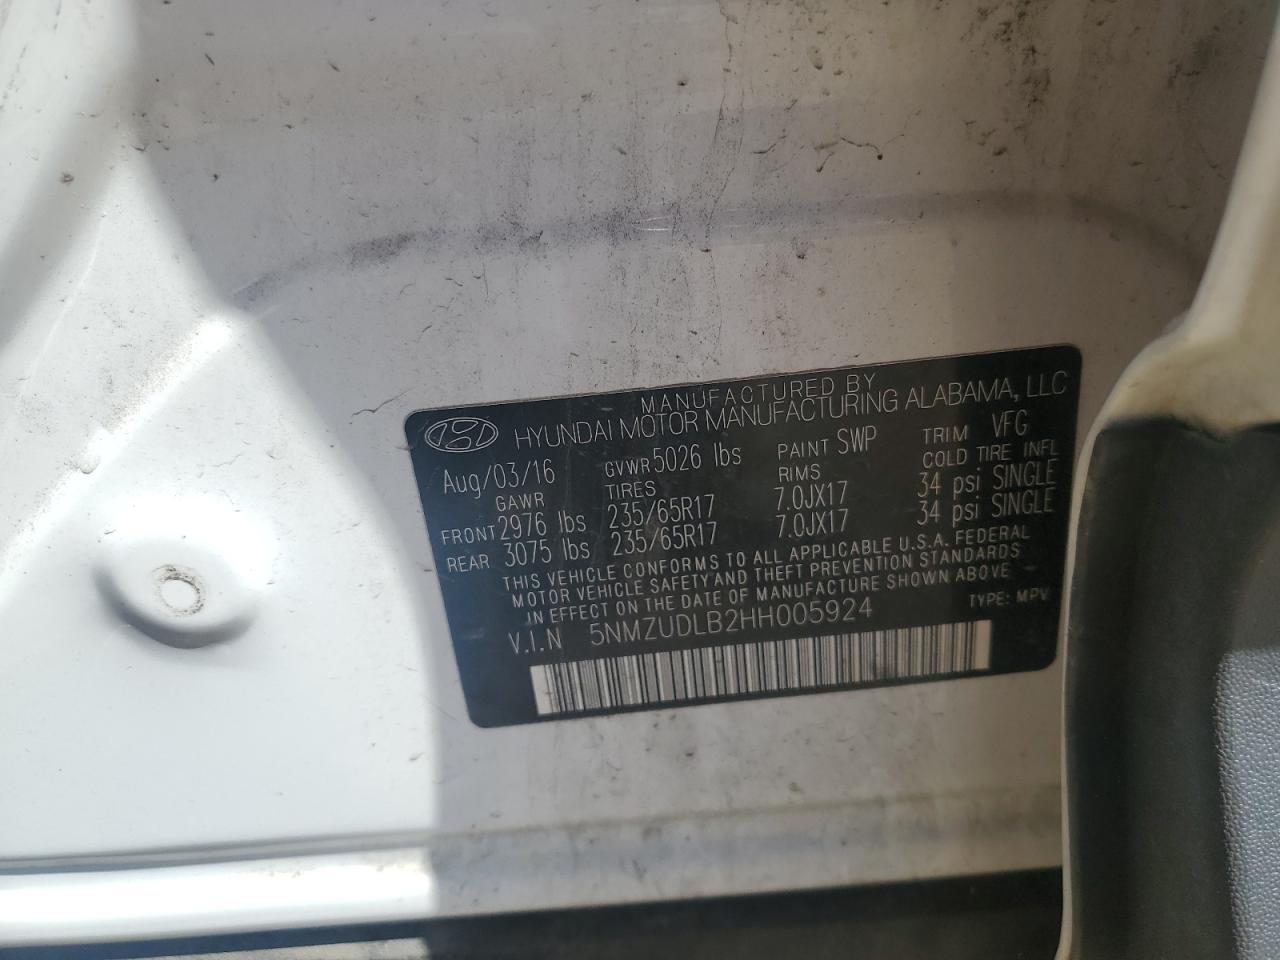 MANUFACTURED BY
HYUNDAI MOTOR MANUFACTURING ALABAMA, LLC
Aug/03/16 GVWR 5026 lbs PAINT SWP TRIM VFG
GAWR TIRES RIMS COLD TIRE INFL
FRONT 2976 lbs 235/65R17 7.0JX17 34 psi SINGLE
REAR 3075 lbs 235/65R17 7.0JX17 34 psi SINGLE
THIS VEHICLE CONFORMS TO ALL APPLICABLE U.S.A. FEDERAL
MOTOR VEHICLE SAFETY AND THEFT PREVENTION STANDARDS
IN EFFECT ON THE DATE OF MANUFACTURE SHOWN ABOVE
V.I.N 5NMZUDLB2HH005924 TYPE: MPV